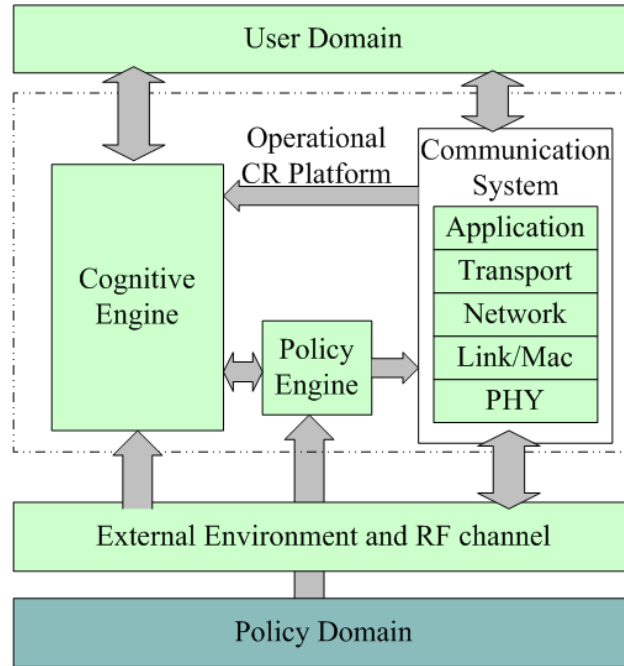 User Domain
Operational
CR Platform
Communication
System
Application
Transport
Network
Link/Mac
PHY
Cognitive
Engine
Policy
Engine
External Environment and RF channel
Policy Domain